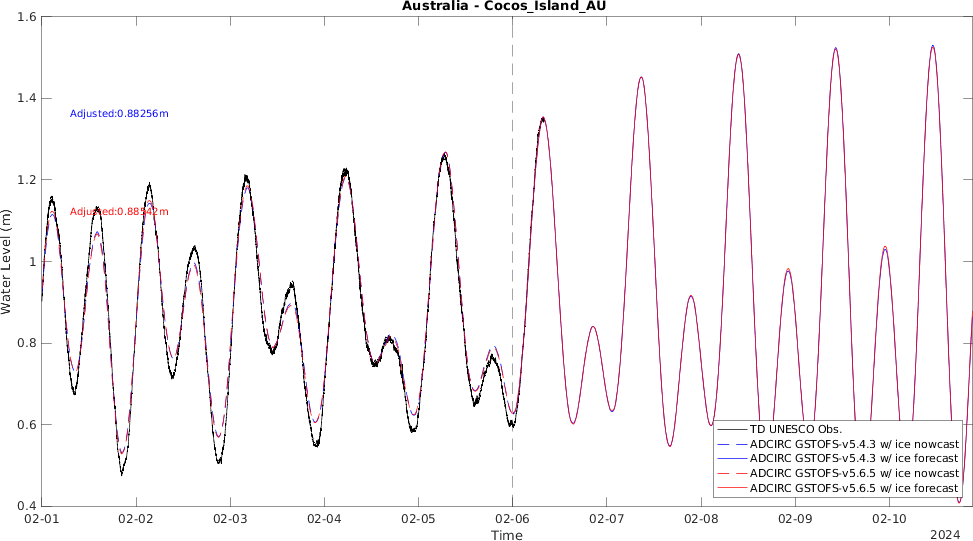 Australia - Cocos_Island_AU
1.6
1.4
1.2
1
0.8
0.6
0.4
Water Level (m)
Adjusted:0.88256m
Adjusted:0.88542m
TD UNESCO Obs.
ADCIRC GSTOFS-v5.4.3 w/ ice nowcast
ADCIRC GSTOFS-v5.4.3 w/ ice forecast
ADCIRC GSTOFS-v5.6.5 w/ ice nowcast
ADCIRC GSTOFS-v5.6.5 w/ ice forecast
02-01 02-02 02-03 02-04 02-05 02-06 02-07 02-08 02-09 02-10
Time
2024